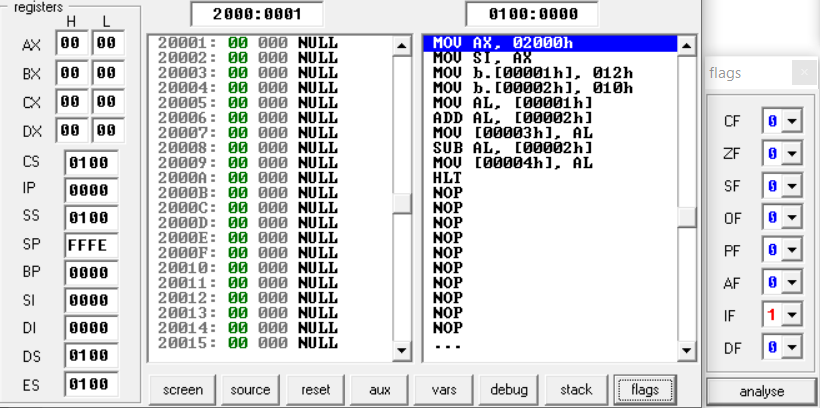 registers
2000:0001
0100:0000
H L
AX 00 00
BX 00 00
CX 00 00
DX 00 00
CS 0100
IP 0000
SS 0100
SP FFFE
BP 0000
SI 0000
DI 0000
DS 0100
ES 0100
20001: 00 000 NULL
20002: 00 000 NULL
20003: 00 000 NULL
20004: 00 000 NULL
20005: 00 000 NULL
20006: 00 000 NULL
20007: 00 000 NULL
20008: 00 000 NULL
20009: 00 000 NULL
2000A: 00 000 NULL
2000B: 00 000 NULL
2000C: 00 000 NULL
2000D: 00 000 NULL
2000E: 00 000 NULL
2000F: 00 000 NULL
20010: 00 000 NULL
20011: 00 000 NULL
20012: 00 000 NULL
20013: 00 000 NULL
20014: 00 000 NULL
20015: 00 000 NULL
MOV AX, 02000h
MOV SI, AX
MOV b.[00001h], 012h
MOV b.[00002h], 010h
MOV AL, [00001h]
ADD AL, [00002h]
MOV [00003h], AL
SUB AL, [00002h]
MOV [00004h], AL
HLT
NOP
NOP
NOP
NOP
NOP
NOP
NOP
NOP
NOP
NOP
...
screen source reset aux vars debug stack flags
flags
CF 0
ZF 0
SF 0
OF 0
PF 0
AF 0
IF 1
DF 0
analyse